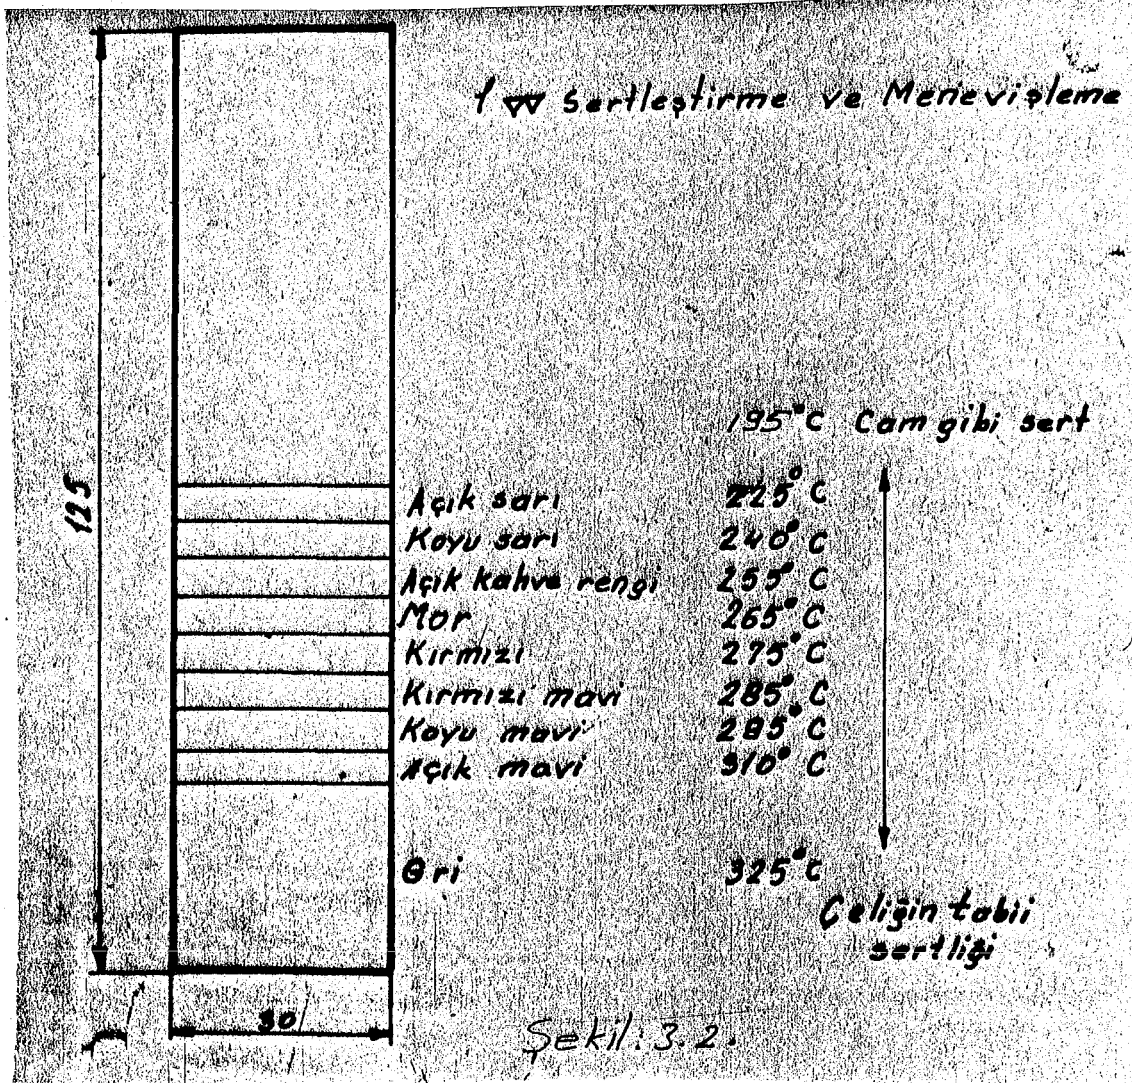 1 ▽▽ Sertleştirme ve Menevişleme
195°C Cam gibi sert
Açık sarı 225° C
Koyu sarı 240° C
Açık kahve rengi 255° C
Mor 265° C
Kırmızı 275° C
Kırmızı mavi 285° C
Koyu mavi 295° C
Açık mavi 310° C
Gri 325°C
Çeliğin tabii
sertliği
125
30
Şekil: 3.2.